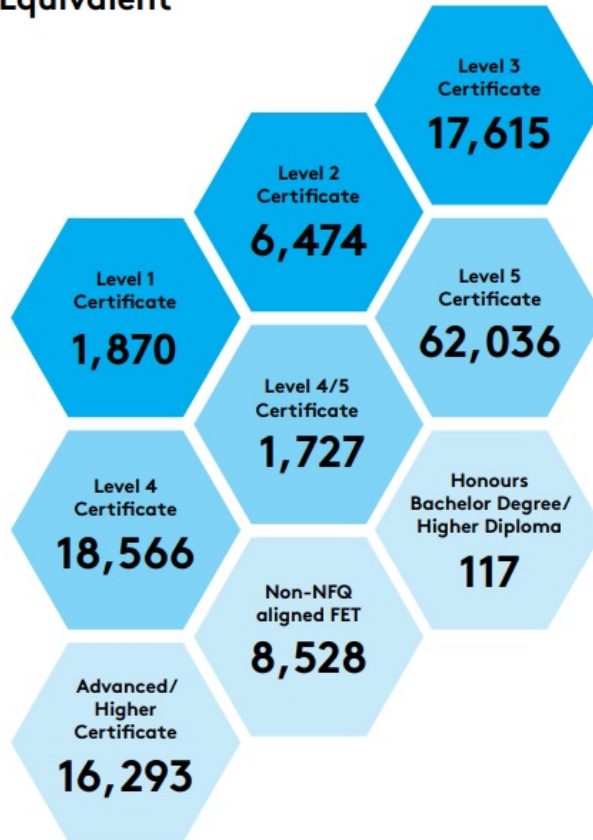 Equivalent
Level 3
Certificate
17,615
Level 2
Certificate
6,474
Level 1
Certificate
1,870
Level 5
Certificate
62,036
Level 4/5
Certificate
1,727
Level 4
Certificate
18,566
Honours
Bachelor Degree/
Higher Diploma
117
Non-NFQ
aligned FET
8,528
Advanced/
Higher
Certificate
16,293